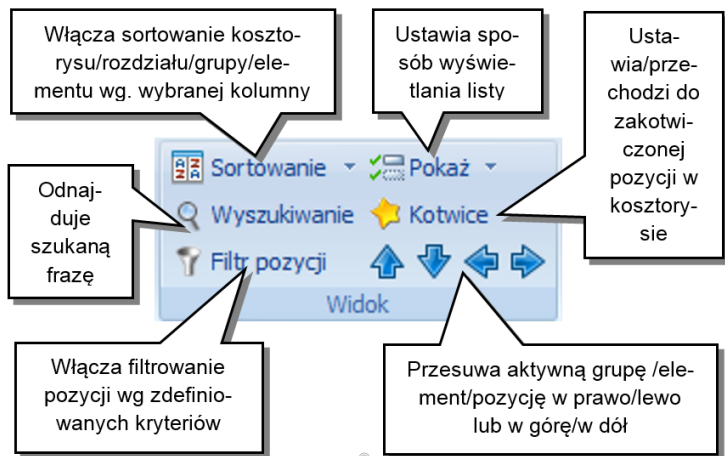 Włącza sortowanie koszto-
rysu/rozdziału/grupy/ele-
mentu wg. wybranej kolumny
Ustawia spo-
sób wyświe-
tlania listy
Usta-
wia/prze-
chodzi do
zakotwi-
czonej
pozycji w
kosztory-
sie
Odnaj-
duje
szukaną
frazę
Sortowanie
Pokaż
Wyszukiwanie
Kotwice
Filtr pozycji
Widok
Włącza filtrowanie
pozycji wg zdefinio-
wanych kryteriów
Przesuwa aktywną grupę /ele-
ment/pozycję w prawo/lewo
lub w górę/w dół